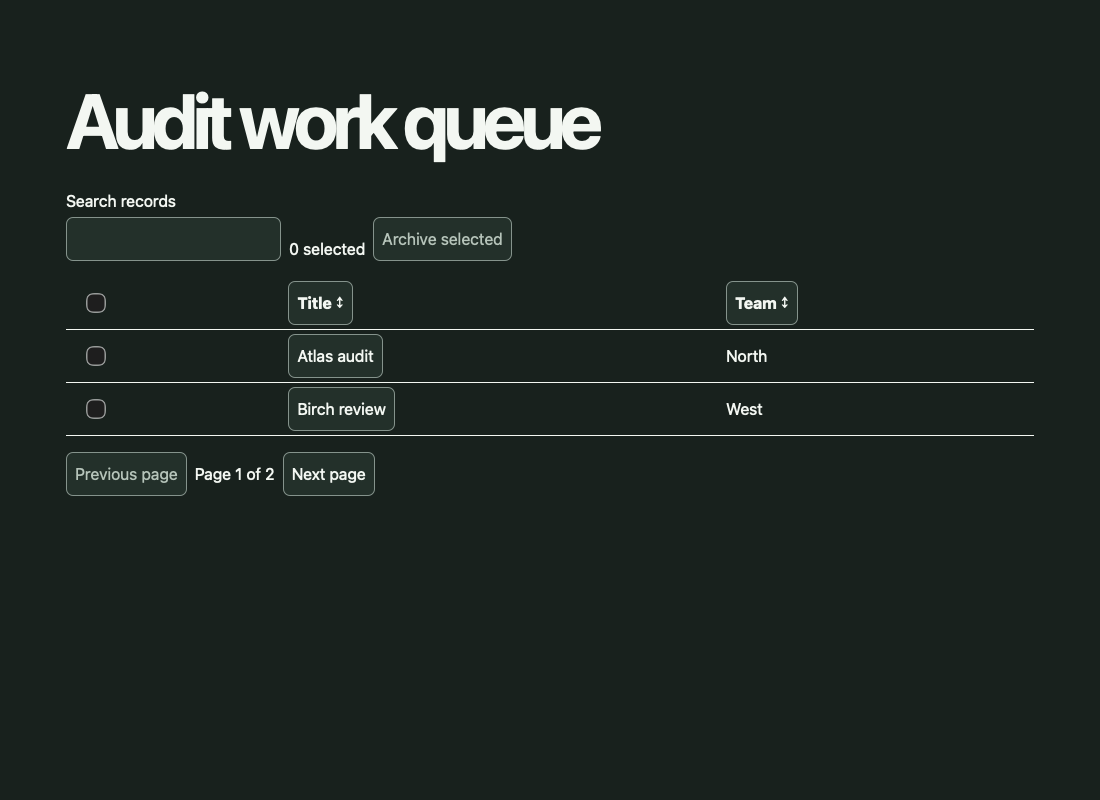 Audit work queue
Search records
0 selected Archive selected
Title ↕ Team ↕
Atlas audit North
Birch review West
Previous page Page 1 of 2 Next page